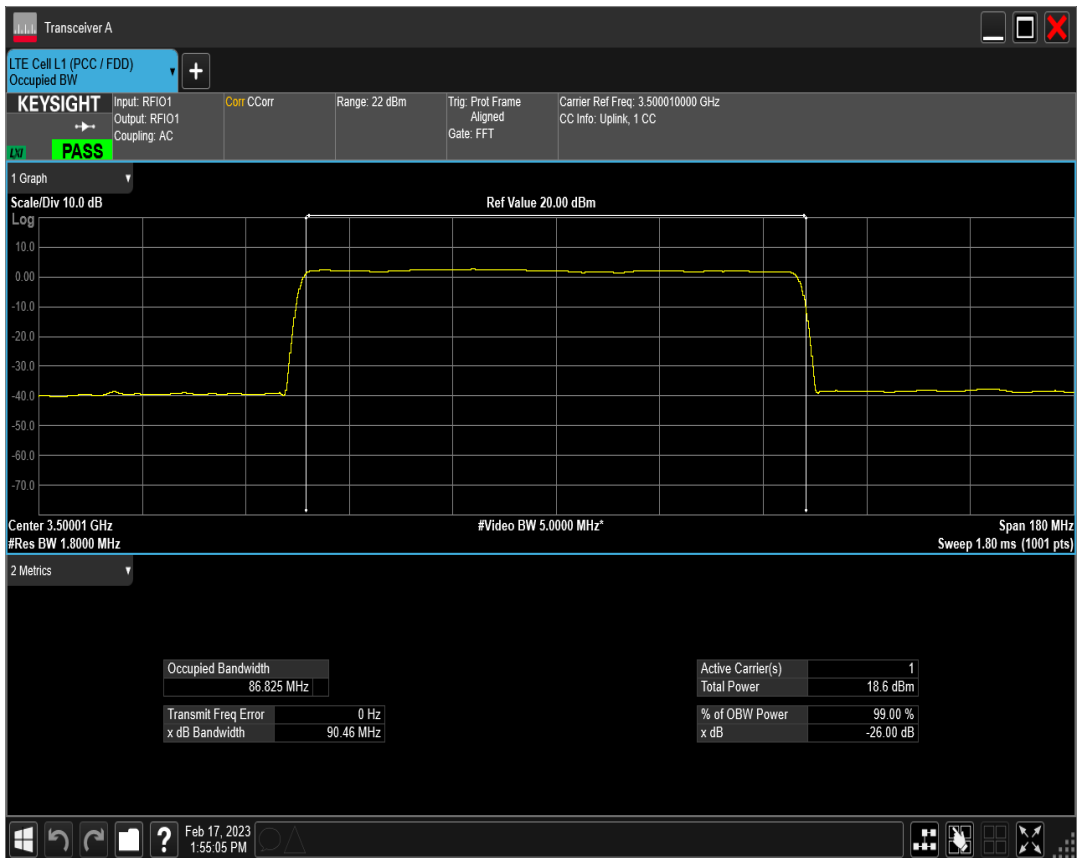 Transceiver A
LTE Cell L1 (PCC / FDD)
Occupied BW
+
KEYSIGHT
LXI
PASS
Input: RFIO1
Output: RFIO1
Coupling: AC
Corr CCorr
Range: 22 dBm
Trig: Prot Frame
Aligned
Gate: FFT
Carrier Ref Freq: 3.500010000 GHz
CC Info: Uplink, 1 CC
1 Graph
Scale/Div 10.0 dB
Ref Value 20.00 dBm
Log
10.0
0.00
-10.0
-20.0
-30.0
-40.0
-50.0
-60.0
-70.0
Center 3.50001 GHz
#Video BW 5.0000 MHz*
Span 180 MHz
#Res BW 1.8000 MHz
Sweep 1.80 ms (1001 pts)
2 Metrics
Occupied Bandwidth
86.825 MHz
Transmit Freq Error 0 Hz
x dB Bandwidth 90.46 MHz
Active Carrier(s) 1
Total Power 18.6 dBm
% of OBW Power 99.00 %
x dB -26.00 dB
?
Feb 17, 2023
1:55:05 PM